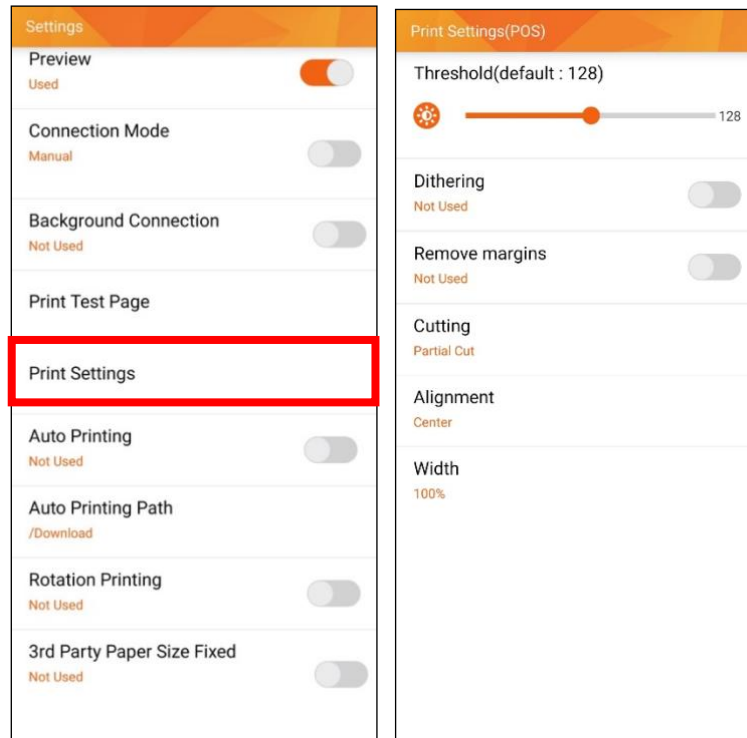 Settings
Preview
Used
Connection Mode
Manual
Background Connection
Not Used
Print Test Page
Print Settings
Auto Printing
Not Used
Auto Printing Path
/Download
Rotation Printing
Not Used
3rd Party Paper Size Fixed
Not Used
Print Settings(POS)
Threshold(default : 128)
128
Dithering
Not Used
Remove margins
Not Used
Cutting
Partial Cut
Alignment
Center
Width
100%